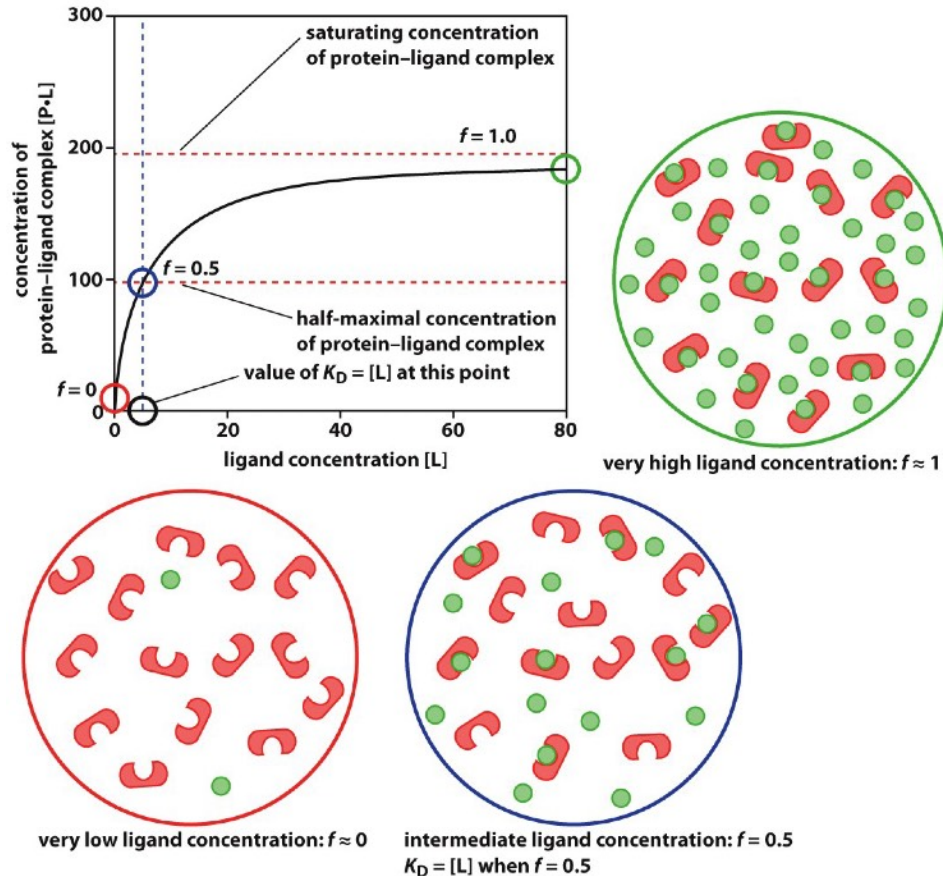 300
saturating concentration
of protein–ligand complex
f = 1.0
200
concentration of
protein–ligand complex [P•L]
f = 0.5
100
half-maximal concentration
of protein–ligand complex
value of KD = [L] at this point
f = 0
0
0 20 40 60 80
ligand concentration [L]
very high ligand concentration: f ≈ 1
very low ligand concentration: f ≈ 0
intermediate ligand concentration: f = 0.5
KD = [L] when f = 0.5